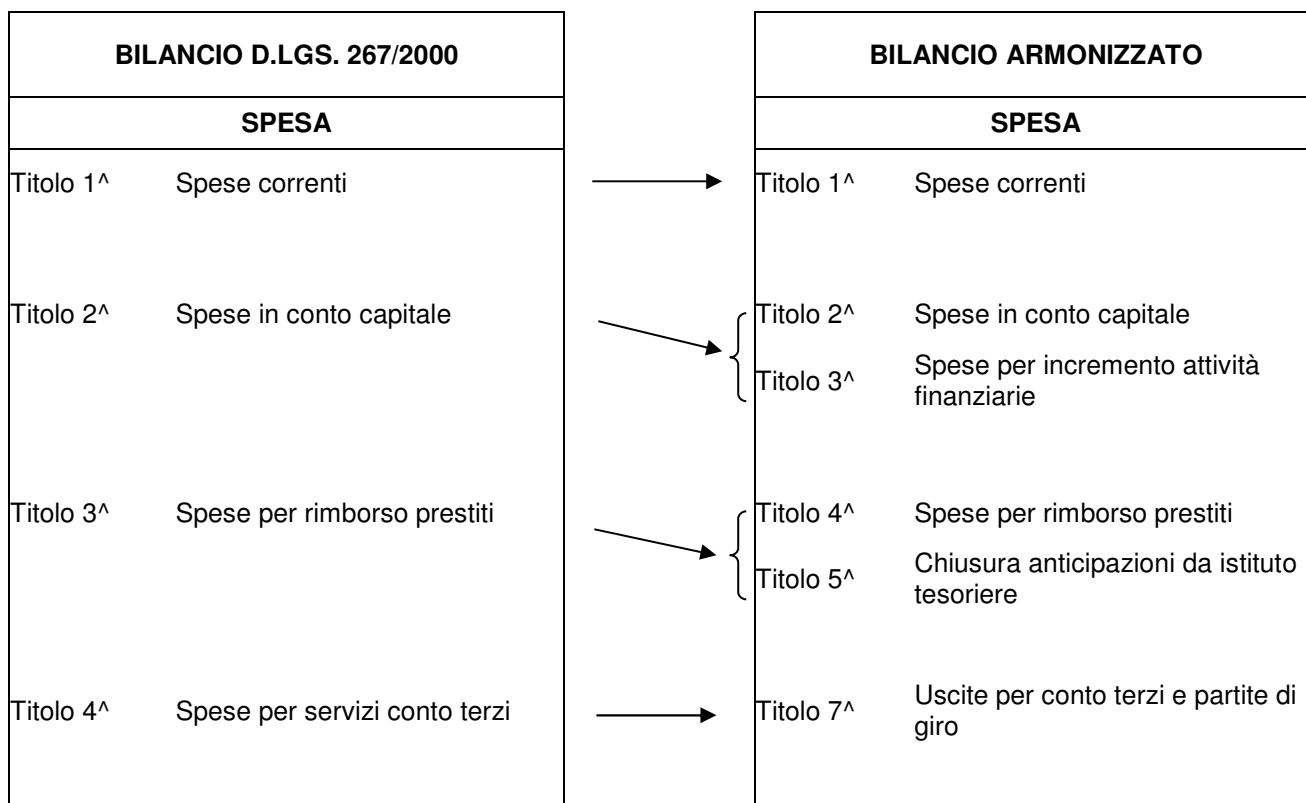 BILANCIO D.LGS. 267/2000
SPESA
Titolo 1^ Spese correnti
Titolo 2^ Spese in conto capitale
Titolo 3^ Spese per rimborso prestiti
Titolo 4^ Spese per servizi conto terzi
BILANCIO ARMONIZZATO
SPESA
Titolo 1^ Spese correnti
Titolo 2^ Spese in conto capitale
Titolo 3^ Spese per incremento attività
finanziarie
Titolo 4^ Spese per rimborso prestiti
Titolo 5^ Chiusura anticipazioni da istituto
tesoriere
Titolo 7^ Uscite per conto terzi e partite di
giro